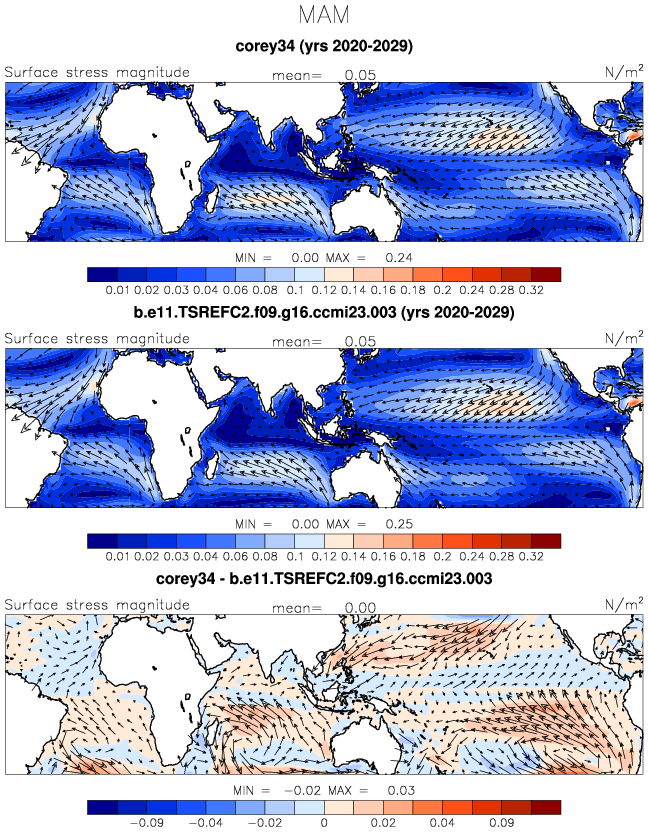 MAM
corey34 (yrs 2020-2029)
Surface stress magnitude mean= 0.05 N/m²
MIN = 0.00 MAX = 0.24
0.01 0.02 0.03 0.04 0.06 0.08 0.1 0.12 0.14 0.16 0.18 0.2 0.24 0.28 0.32
b.e11.TSREFC2.f09.g16.ccmi23.003 (yrs 2020-2029)
Surface stress magnitude mean= 0.05 N/m²
MIN = 0.00 MAX = 0.25
0.01 0.02 0.03 0.04 0.06 0.08 0.1 0.12 0.14 0.16 0.18 0.2 0.24 0.28 0.32
corey34 - b.e11.TSREFC2.f09.g16.ccmi23.003
Surface stress magnitude mean= 0.00 N/m²
MIN = −0.02 MAX = 0.03
−0.09 −0.04 −0.02 0 0.02 0.04 0.09